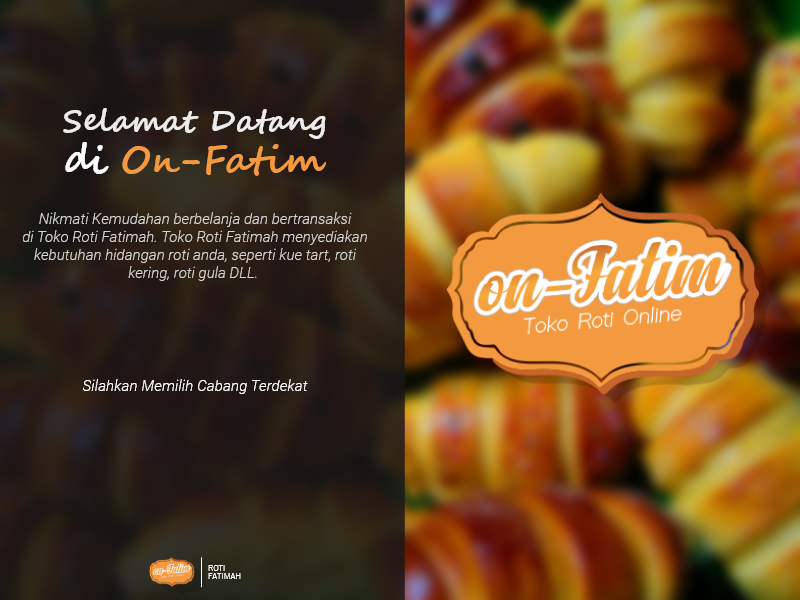 Selamat Datang
di On-Fatim
Nikmati Kemudahan berbelanja dan bertransaksi
di Toko Roti Fatimah. Toko Roti Fatimah menyediakan
kebutuhan hidangan roti anda, seperti kue tart, roti
kering, roti gula DLL.
Silahkan Memilih Cabang Terdekat
on-Fatim
ROTI
FATIMAH
on-Fatim
Toko Roti Online